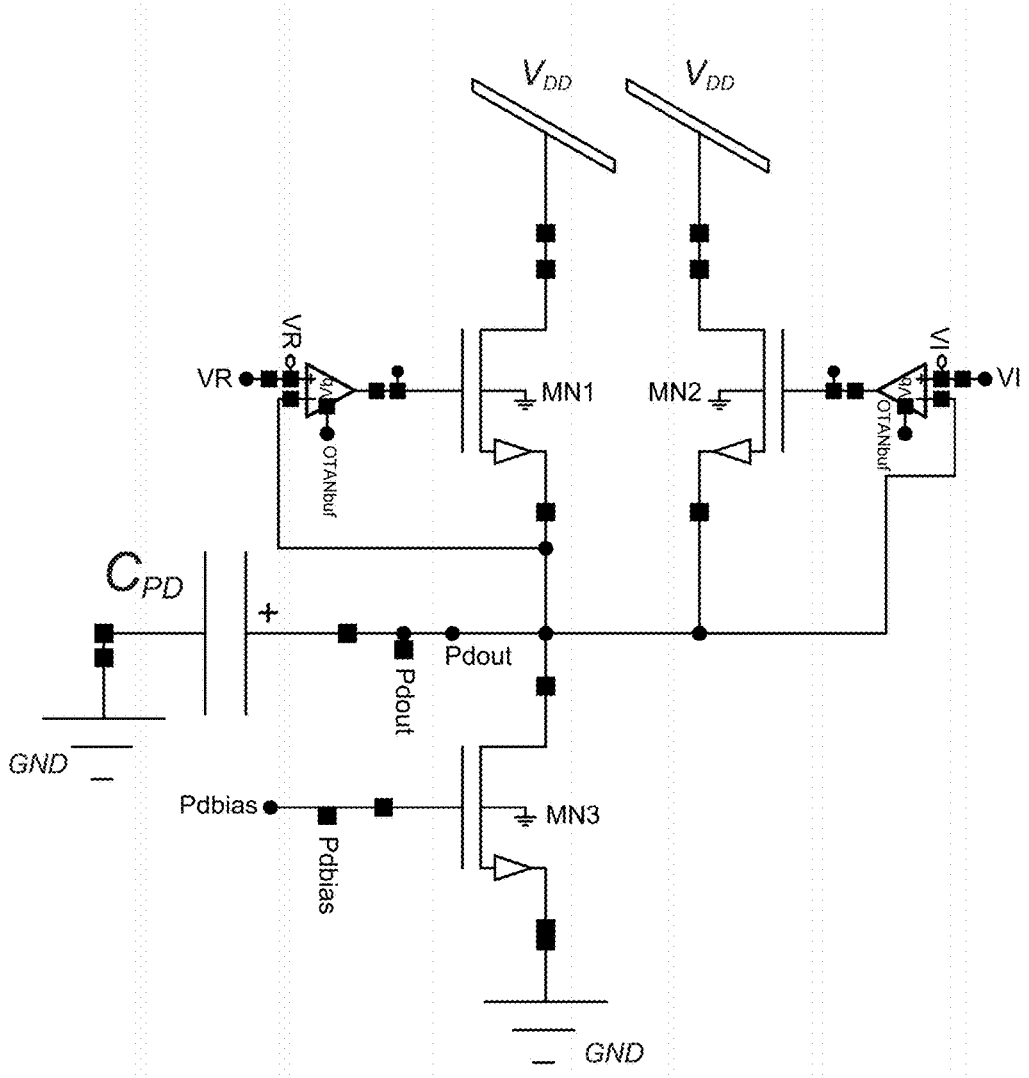 VDD
VDD
VR
VI
VR
MN1
MN2
VI
OTANbuf
OTANbuf
CPD
+
Pdout
Pdout
GND
Pdbias
MN3
Pdbias
GND